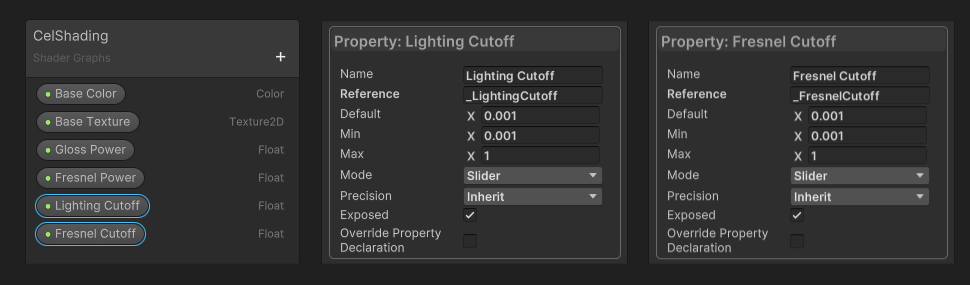 CelShading
Shader Graphs +
Base Color Color
Base Texture Texture2D
Gloss Power Float
Fresnel Power Float
Lighting Cutoff Float
Fresnel Cutoff Float
Property: Lighting Cutoff
Name Lighting Cutoff
Reference _LightingCutoff
Default X 0.001
Min X 0.001
Max X 1
Mode Slider
Precision Inherit
Exposed
Override Property
Declaration
Property: Fresnel Cutoff
Name Fresnel Cutoff
Reference _FresnelCutoff
Default X 0.001
Min X 0.001
Max X 1
Mode Slider
Precision Inherit
Exposed
Override Property
Declaration